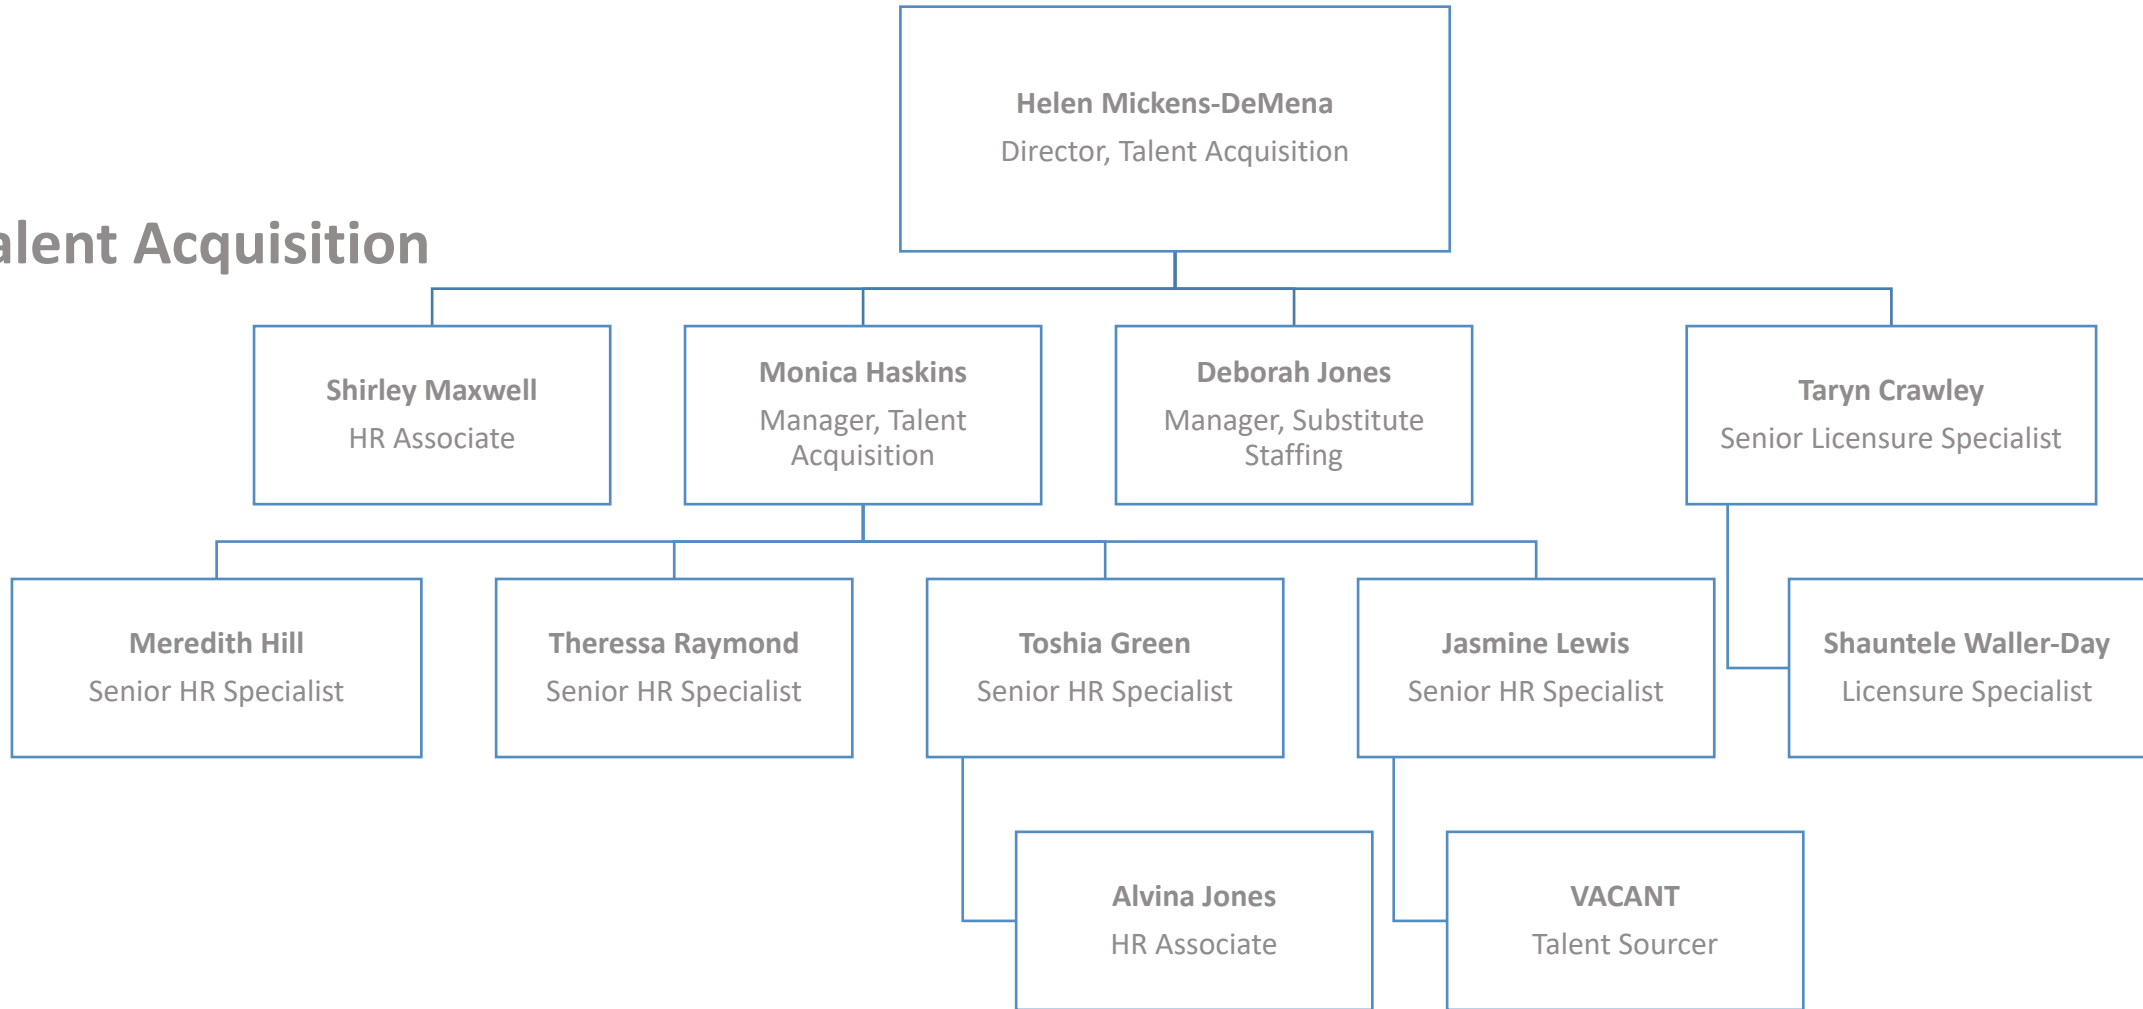 Helen Mickens-DeMena
Director, Talent Acquisition
alent Acquisition
Shirley Maxwell
HR Associate
Monica Haskins
Manager, Talent
Acquisition
Deborah Jones
Manager, Substitute
Staffing
Taryn Crawley
Senior Licensure Specialist
Meredith Hill
Senior HR Specialist
Theressa Raymond
Senior HR Specialist
Toshia Green
Senior HR Specialist
Jasmine Lewis
Senior HR Specialist
Shauntele Waller-Day
Licensure Specialist
Alvina Jones
HR Associate
VACANT
Talent Sourcer